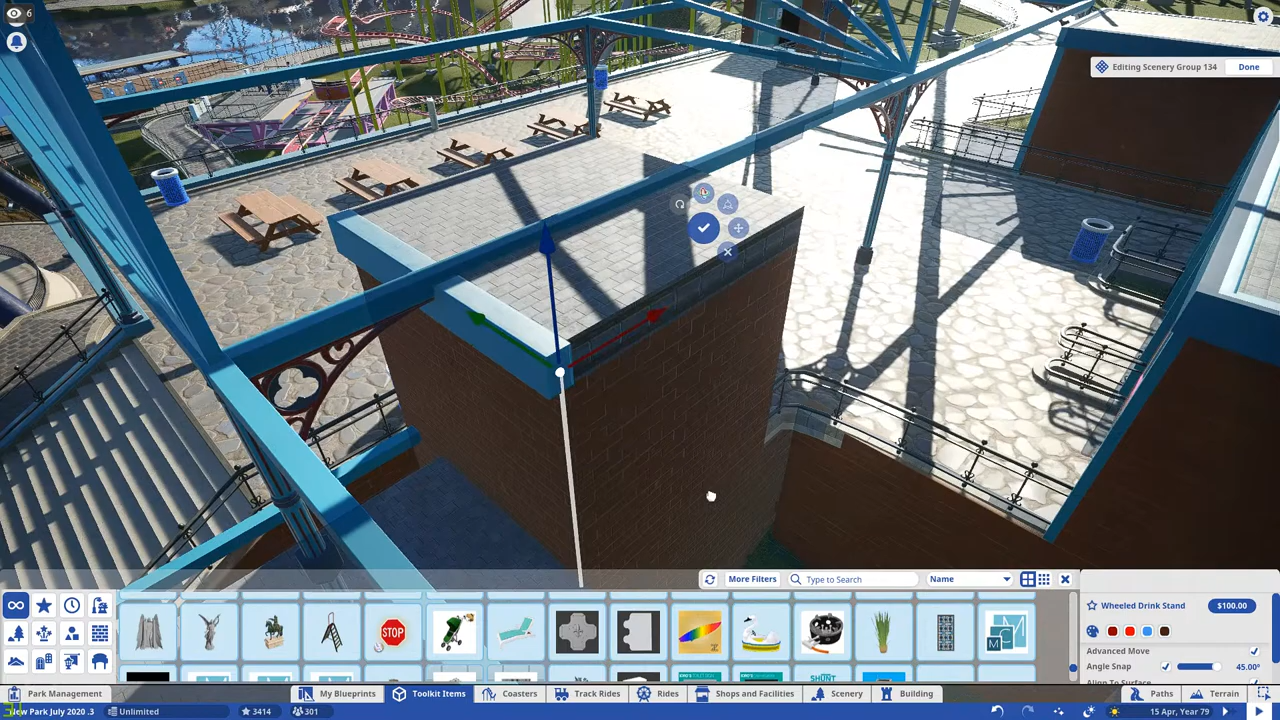 6
Editing Scenery Group 134 Done
More Filters Type to Search Name
Wheeled Drink Stand $100.00
STOP
Advanced Move
Angle Snap 45.00°
Park Management My Blueprints Toolkit Items Coasters Track Rides Rides Shops and Facilities Scenery Building Paths Terrain
New Park July 2020 .3 Unlimited 3414 301 15 Apr, Year 79